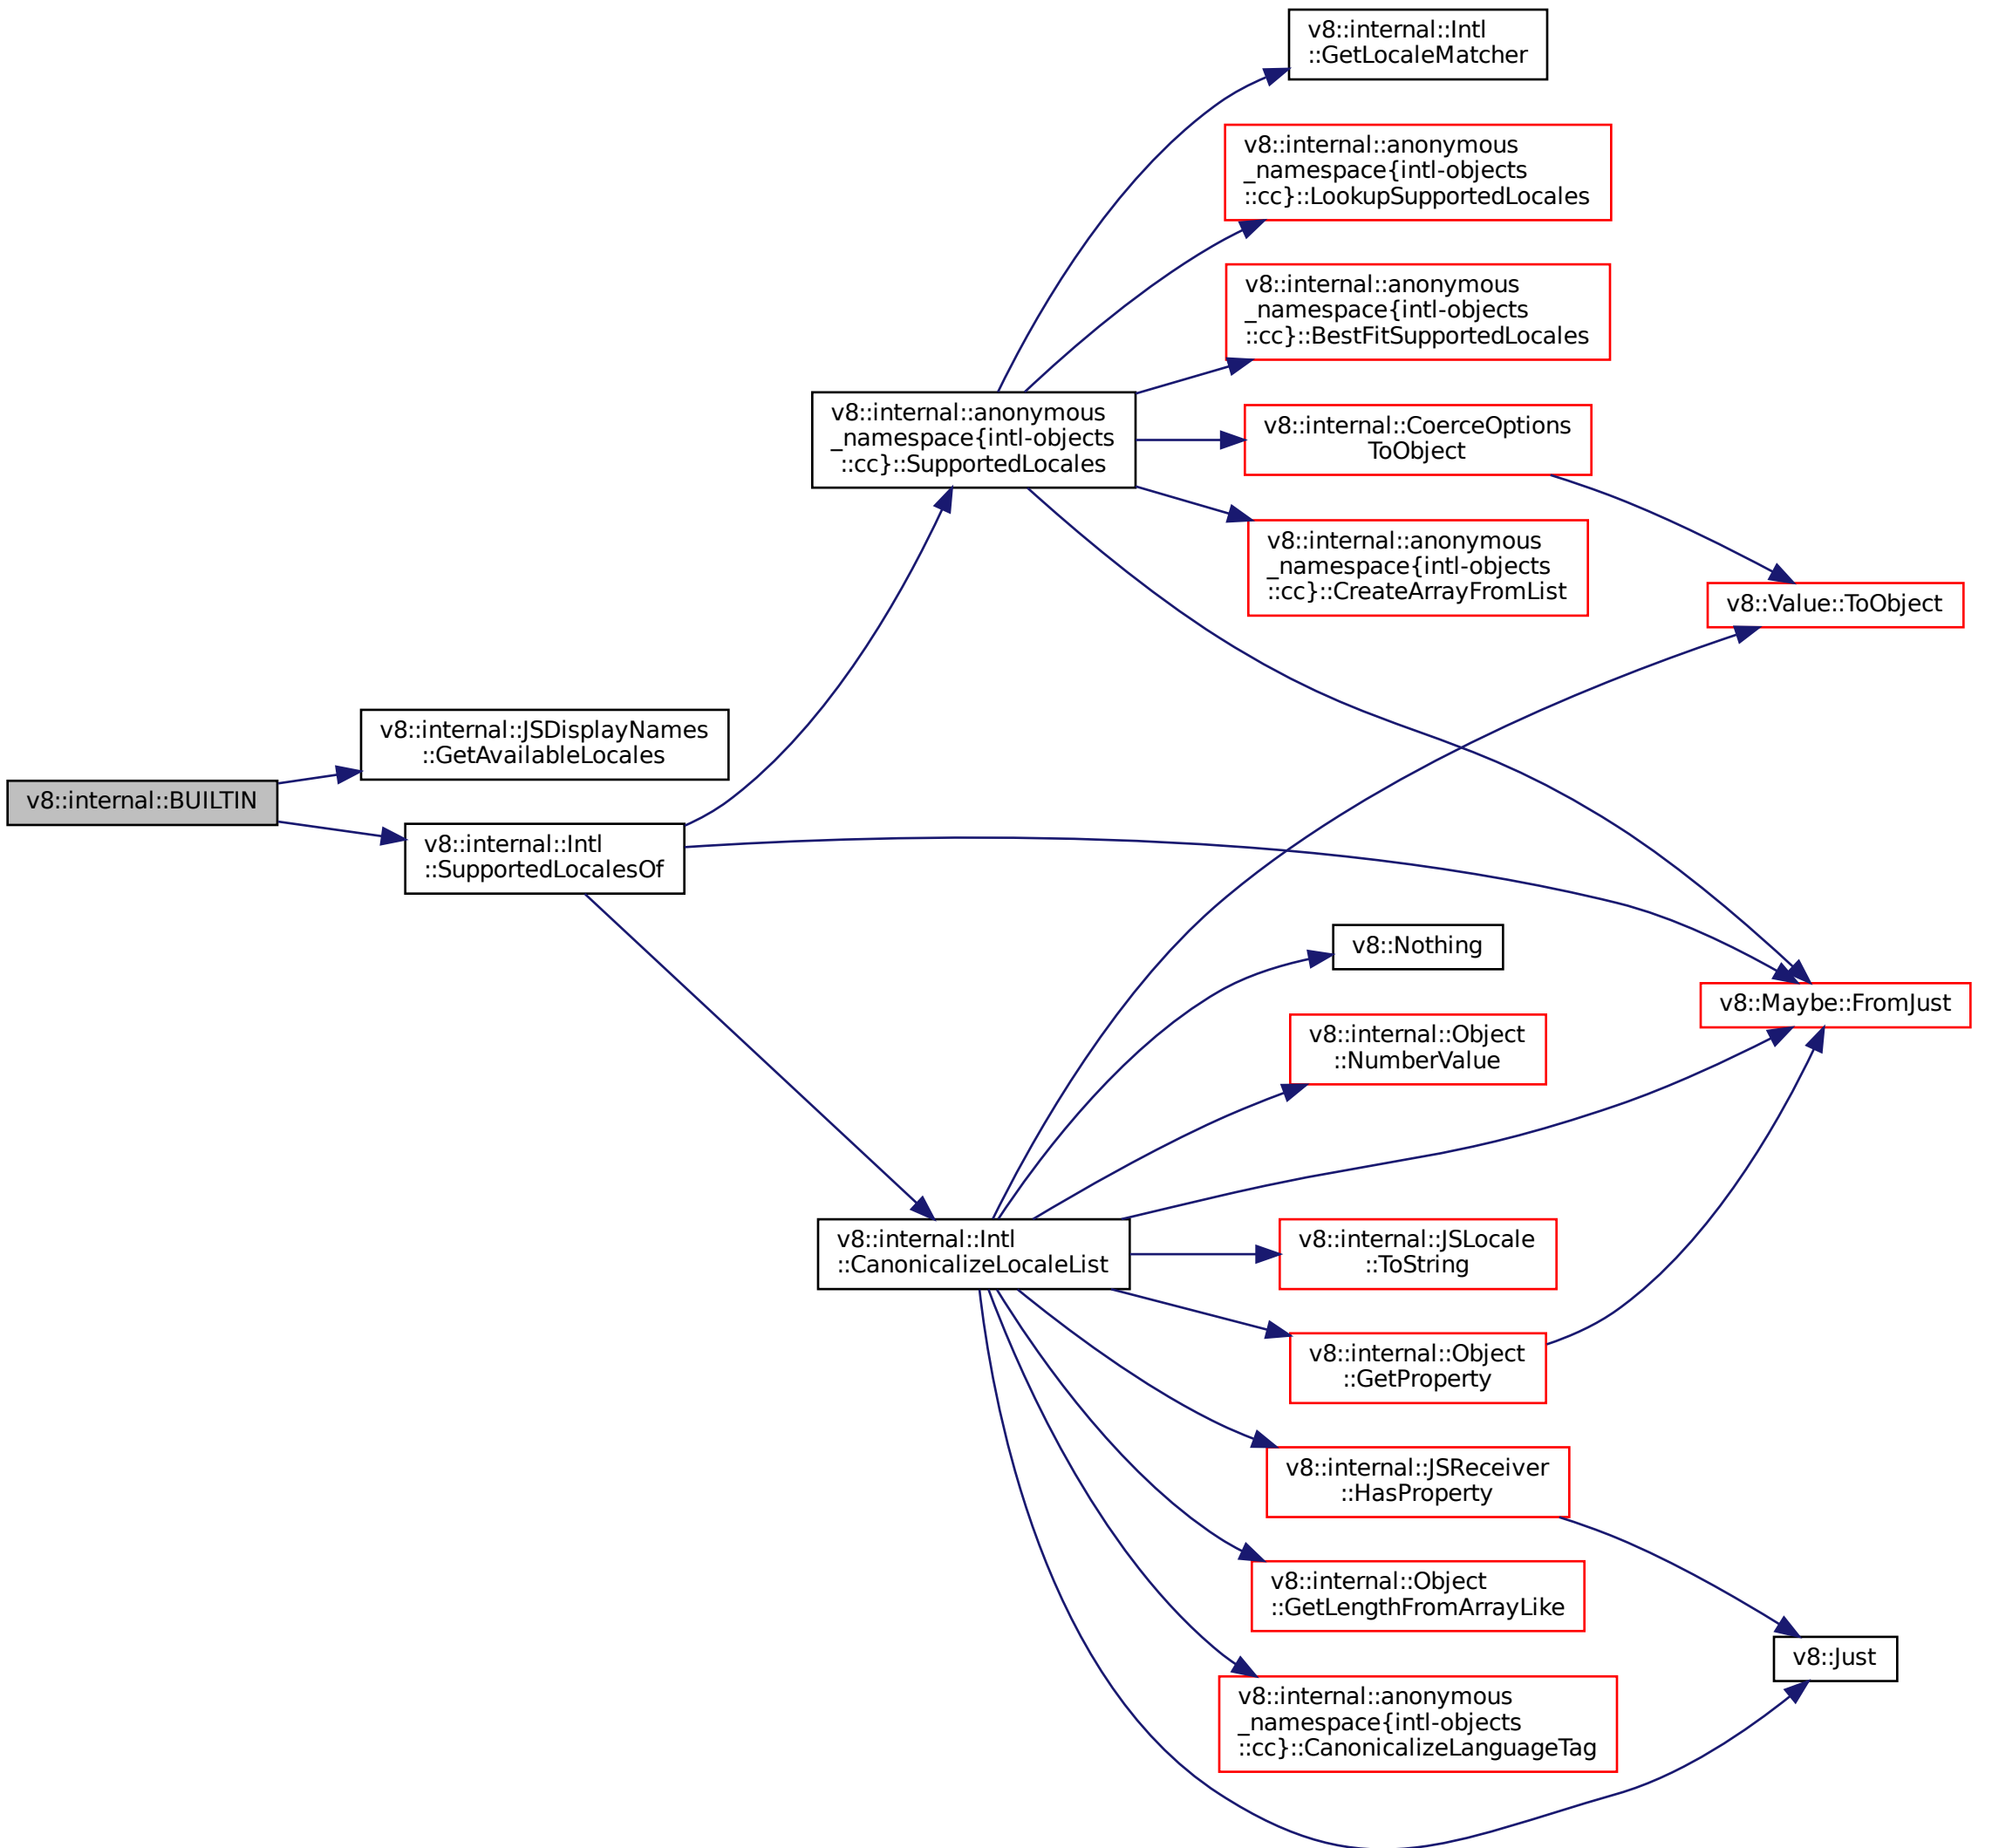 v8::internal::Intl
::GetLocaleMatcher
v8::internal::anonymous
_namespace{intl-objects
::cc}::LookupSupportedLocales
v8::internal::anonymous
_namespace{intl-objects
::cc}::BestFitSupportedLocales
v8::internal::anonymous
_namespace{intl-objects
::cc}::SupportedLocales
v8::internal::CoerceOptions
ToObject
v8::internal::anonymous
_namespace{intl-objects
::cc}::CreateArrayFromList
v8::Value::ToObject
v8::internal::JSDisplayNames
::GetAvailableLocales
v8::internal::BUILTIN
v8::internal::Intl
::SupportedLocalesOf
v8::Nothing
v8::Maybe::FromJust
v8::internal::Object
::NumberValue
v8::internal::Intl
::CanonicalizeLocaleList
v8::internal::JSLocale
::ToString
v8::internal::Object
::GetProperty
v8::internal::JSReceiver
::HasProperty
v8::internal::Object
::GetLengthFromArrayLike
v8::Just
v8::internal::anonymous
_namespace{intl-objects
::cc}::CanonicalizeLanguageTag